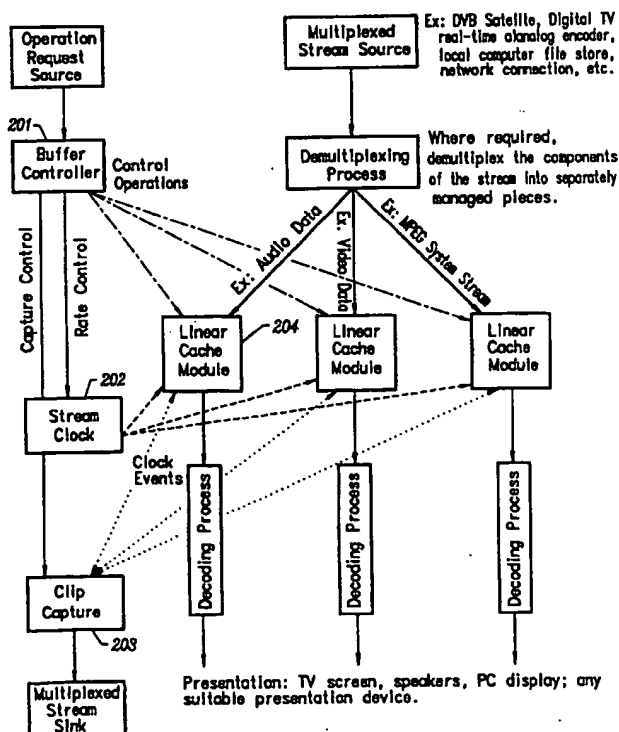 Operation
Request
Source
Multiplexed
Stream Source
Ex: DVB Satellite, Digital TV
real-time analog encoder,
local computer file store,
network connection, etc.
201
Buffer
Controller
Control
Operations
Demultiplexing
Process
Where required,
demultiplex the components
of the stream into separately
managed pieces.
Capture Control
Rate Control
Ex: Audio Data
Ex. Video Data
Ex: MPEG System Stream
Linear
Cache
Module
204
Linear
Cache
Module
Linear
Cache
Module
202
Stream
Clock
Clock
Events
Decoding Process
Decoding Process
Decoding Process
Clip
Capture
203
Multiplexed
Stream
Sink
Presentation: TV screen, speakers, PC display; any
suitable presentation device.